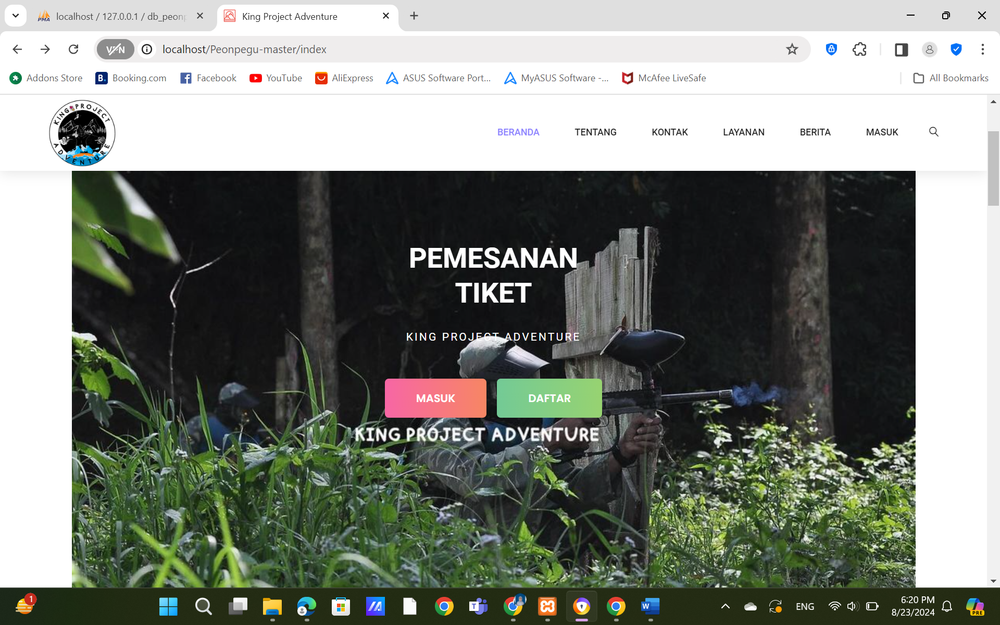 localhost / 127.0.0.1 / db_peonp
King Project Adventure
VPN
localhost/Peonpegu-master/index
Addons Store
Booking.com
Facebook
YouTube
AliExpress
ASUS Software Port...
MyASUS Software -...
McAfee LiveSafe
All Bookmarks
KING PROJECT
ADVENTURE
BERANDA
TENTANG
KONTAK
LAYANAN
BERITA
MASUK
PEMESANAN
TIKET
KING PROJECT ADVENTURE
MASUK
DAFTAR
KING PROJECT ADVENTURE
1
ENG
6:20 PM
8/23/2024
PRE